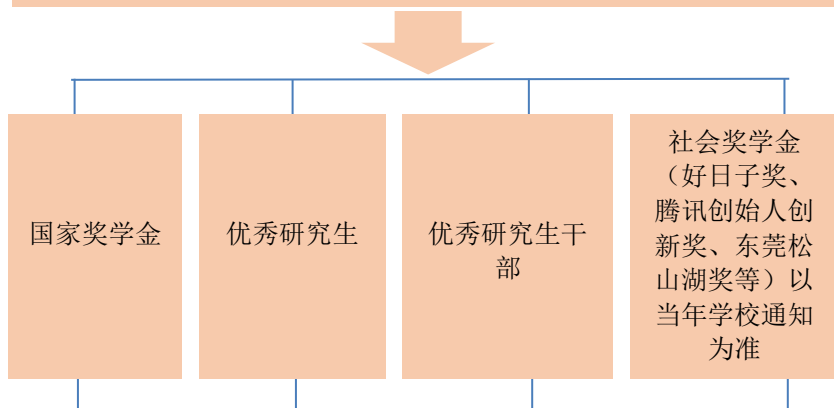 国家奖学金
优秀研究生
优秀研究生干
部
社会奖学金
（好日子奖、
腾讯创始人创
新奖、东莞松
山湖奖等）以
当年学校通知
为准